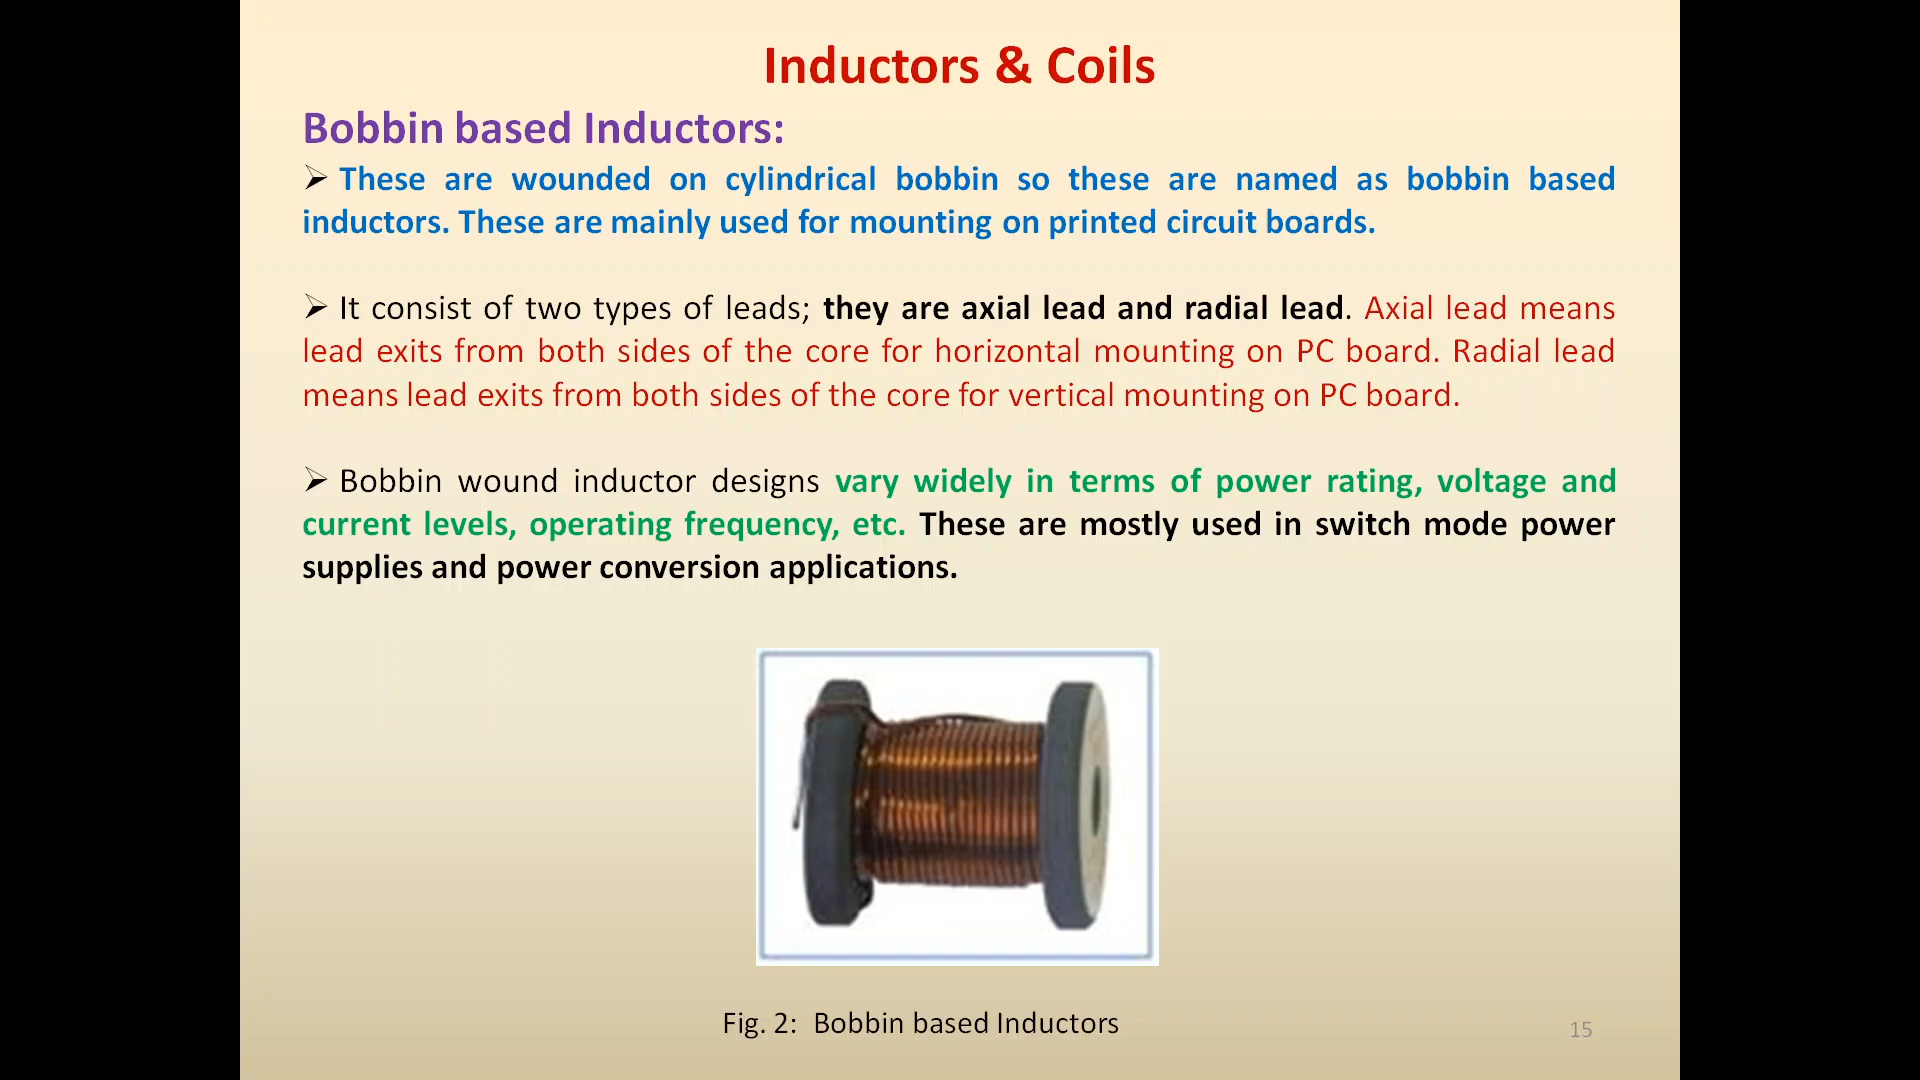 Inductors & Coils
Bobbin based Inductors:
➢ These are wounded on cylindrical bobbin so these are named as bobbin based
inductors. These are mainly used for mounting on printed circuit boards.
➢ It consist of two types of leads; they are axial lead and radial lead. Axial lead means
lead exits from both sides of the core for horizontal mounting on PC board. Radial lead
means lead exits from both sides of the core for vertical mounting on PC board.
➢ Bobbin wound inductor designs vary widely in terms of power rating, voltage and
current levels, operating frequency, etc. These are mostly used in switch mode power
supplies and power conversion applications.
Fig. 2: Bobbin based Inductors
15